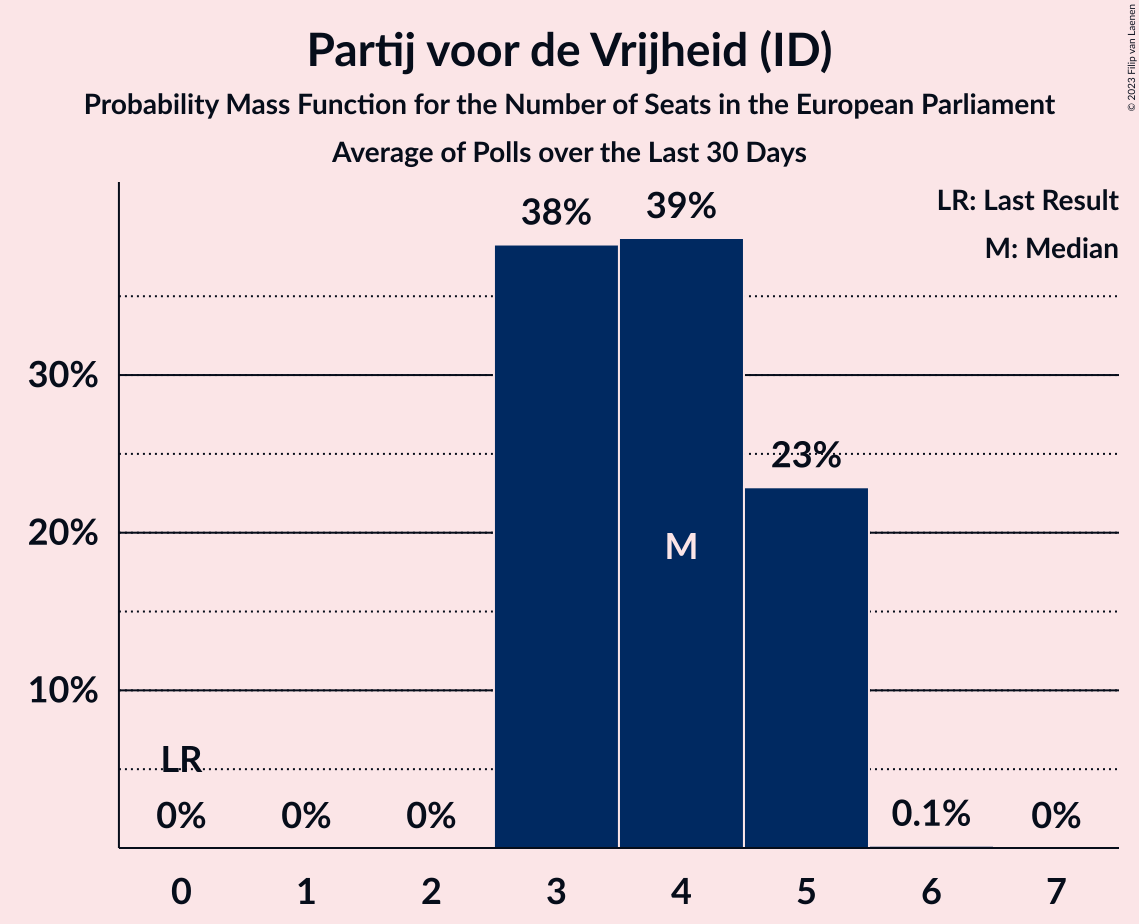 Partij voor de Vrijheid (ID)
Probability Mass Function for the Number of Seats in the European Parliament
Average of Polls over the Last 30 Days
© 2023 Filip van Laenen
LR: Last Result
M: Median
38%
39%
30%
23%
20%
M
10%
LR
0%
0%
0%
0.1%
0%
0
1
2
3
4
5
6
7